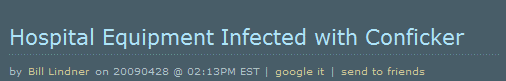 Hospital Equipment Infected with Conficker
by Bill Lindner on 20090428 @ 02:13PM EST | google it | send to friends